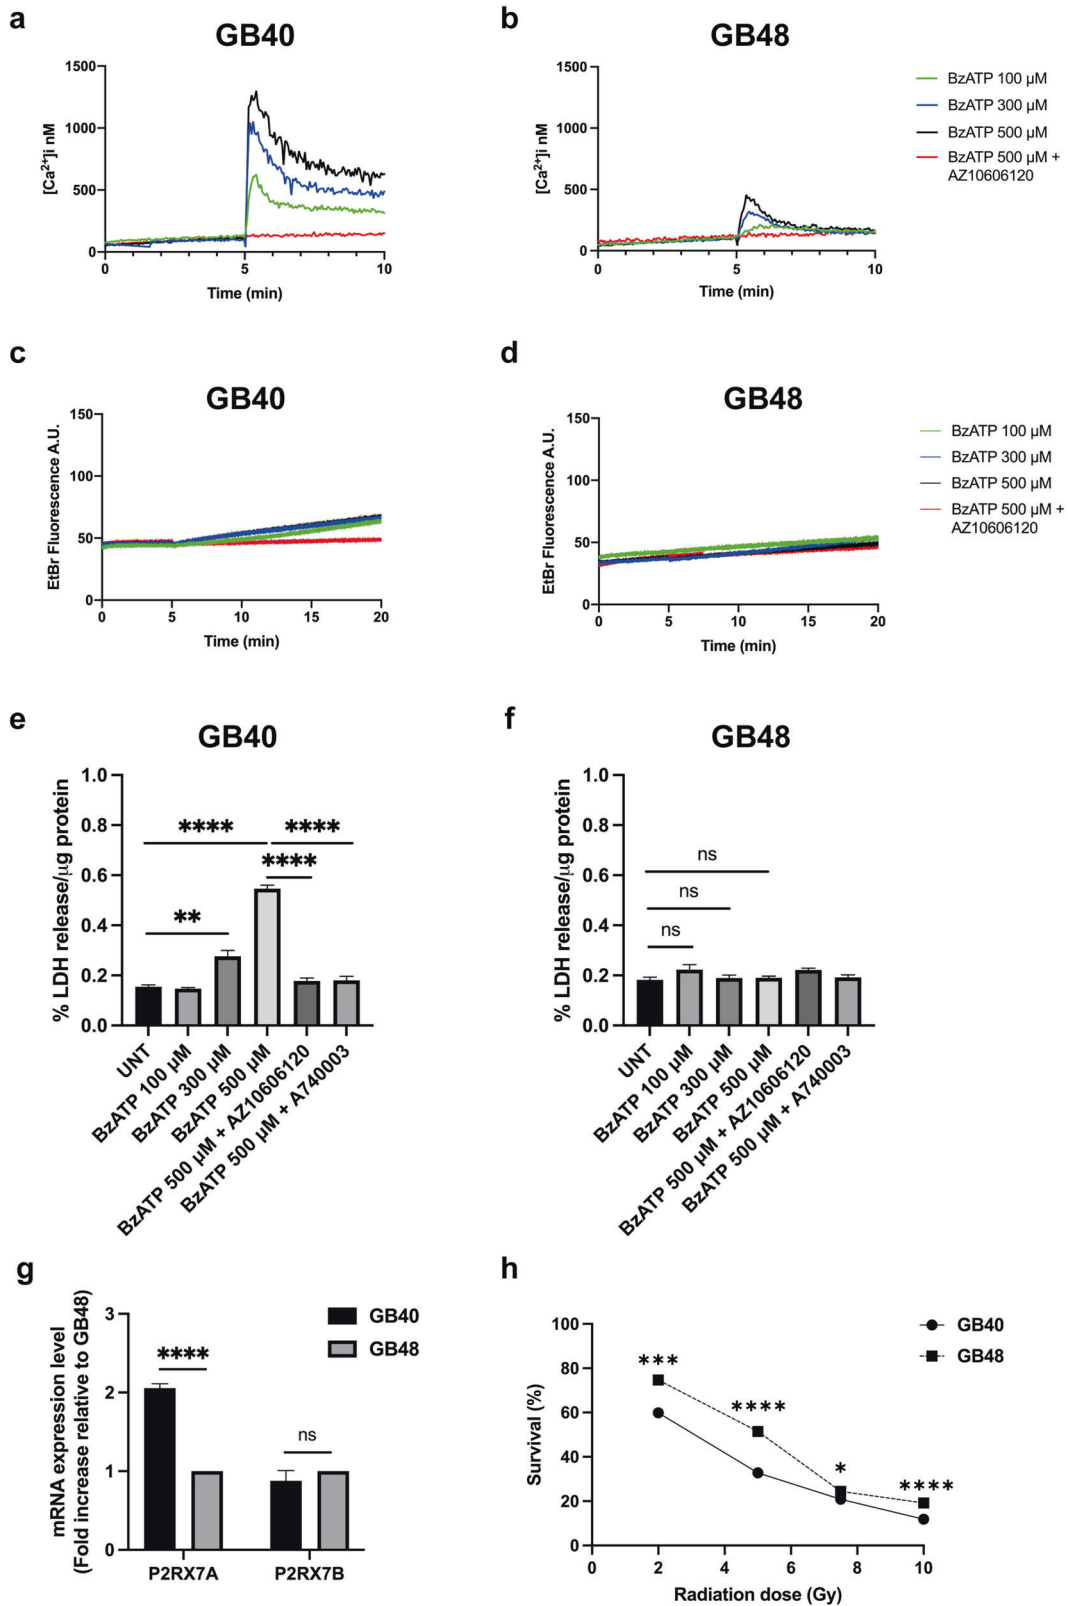 a
GB40
1500
1000
500
0
[Ca²⁺]i nM
0 5 10
Time (min)
b
GB48
1500
1000
500
0
[Ca²⁺]i nM
0 5 10
Time (min)
BzATP 100 µM
BzATP 300 µM
BzATP 500 µM
BzATP 500 µM +
AZ10606120
c
GB40
150
100
50
0
EtBr Fluorescence A.U.
0 5 10 15 20
Time (min)
d
GB48
150
100
50
0
EtBr Fluorescence A.U.
0 5 10 15 20
Time (min)
BzATP 100 µM
BzATP 300 µM
BzATP 500 µM
BzATP 500 µM +
AZ10606120
e
GB40
% LDH release/µg protein
1.0
0.8
0.6
0.4
0.2
0.0
**** ****
****
**
UNT
BzATP 100 µM
BzATP 300 µM
BzATP 500 µM
BzATP 500 µM + AZ10606120
BzATP 500 µM + A740003
f
GB48
% LDH release/µg protein
1.0
0.8
0.6
0.4
0.2
0.0
ns
ns
ns
UNT
BzATP 100 µM
BzATP 300 µM
BzATP 500 µM
BzATP 500 µM + AZ10606120
BzATP 500 µM + A740003
g
mRNA expression level
(Fold increase relative to GB48)
3
2
1
0
****
ns
P2RX7A P2RX7B
GB40
GB48
h
Survival (%)
100
80
60
40
20
0
***
****
*
****
0 2 4 6 8 10
Radiation dose (Gy)
GB40
GB48